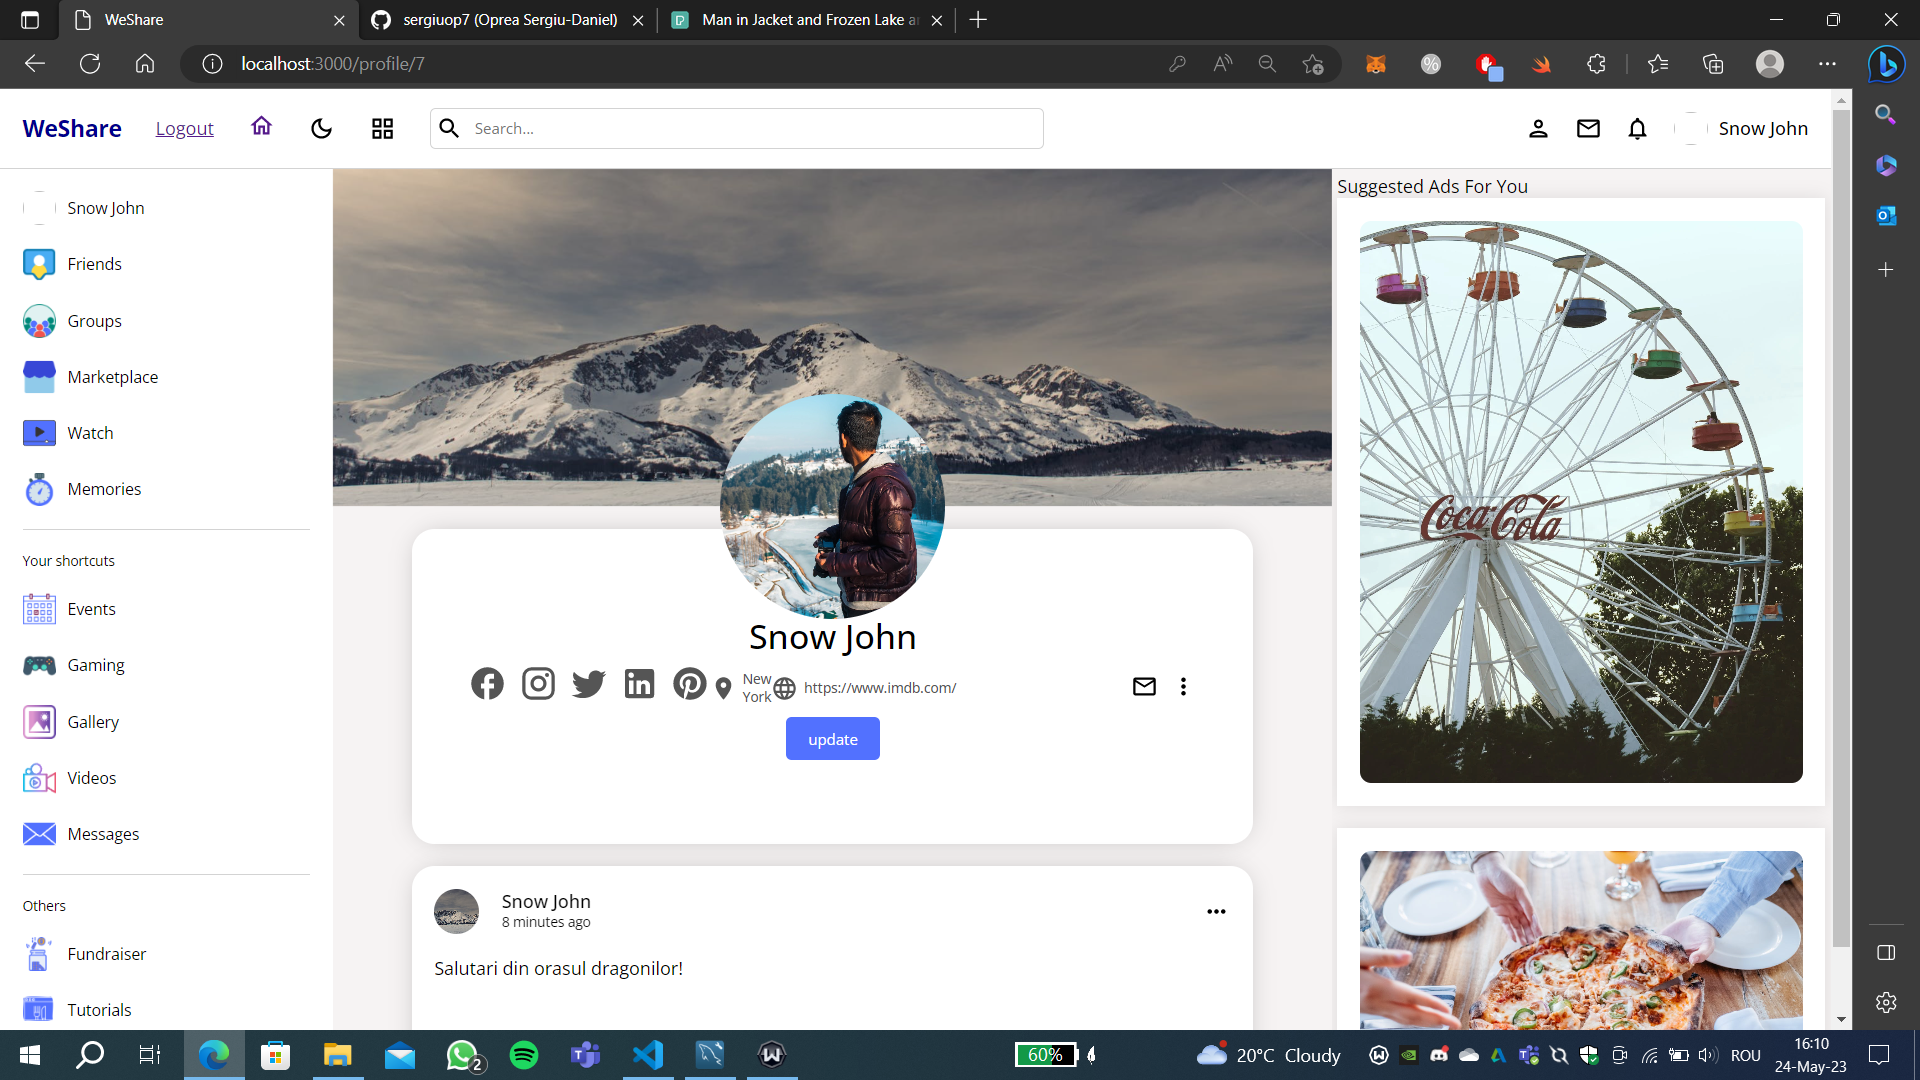 WeShare
sergiuop7 (Oprea Sergiu-Daniel)
Man in Jacket and Frozen Lake a
localhost:3000/profile/7
WeShare
Logout
Search...
Snow John
Snow John
Friends
Groups
Marketplace
Watch
Memories
Your shortcuts
Events
Gaming
Gallery
Videos
Messages
Others
Fundraiser
Tutorials
Snow John
New
York
https://www.imdb.com/
update
Snow John
8 minutes ago
Salutari din orasul dragonilor!
Suggested Ads For You
Coca-Cola
60%
20°C Cloudy
ROU
16:10
24-May-23
2